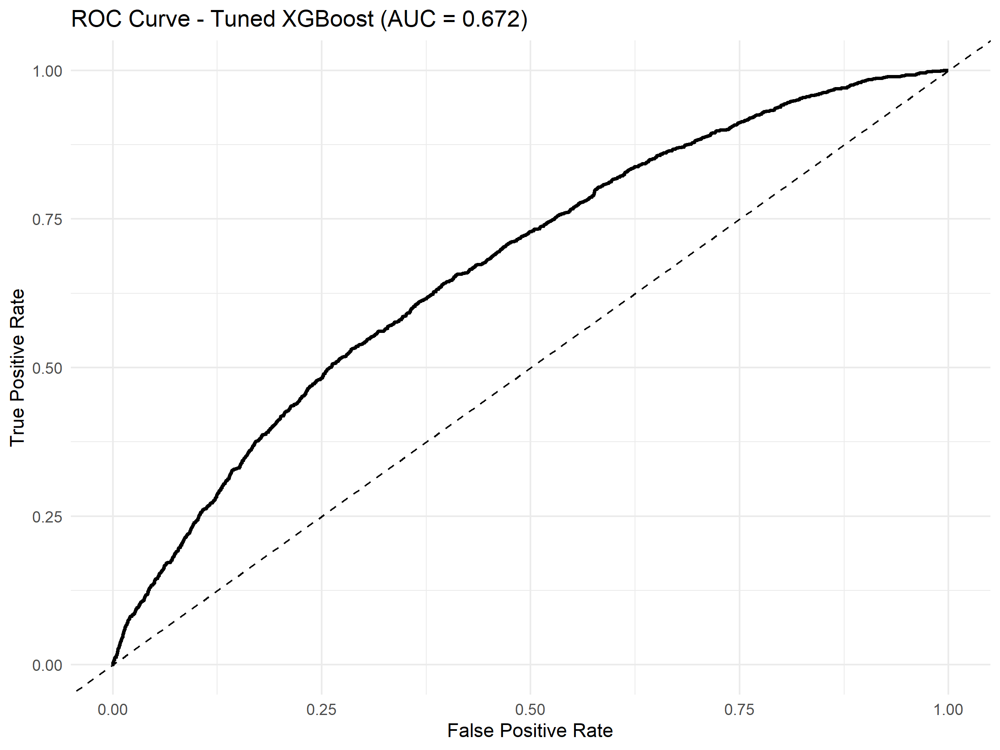 ROC Curve - Tuned XGBoost (AUC = 0.672)
True Positive Rate
1.00
0.75
0.50
0.25
0.00
0.00 0.25 0.50 0.75 1.00
False Positive Rate